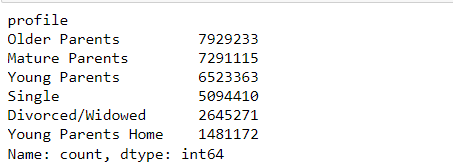 profile
Older Parents 7929233
Mature Parents 7291115
Young Parents 6523363
Single 5094410
Divorced/Widowed 2645271
Young Parents Home 1481172
Name: count, dtype: int64